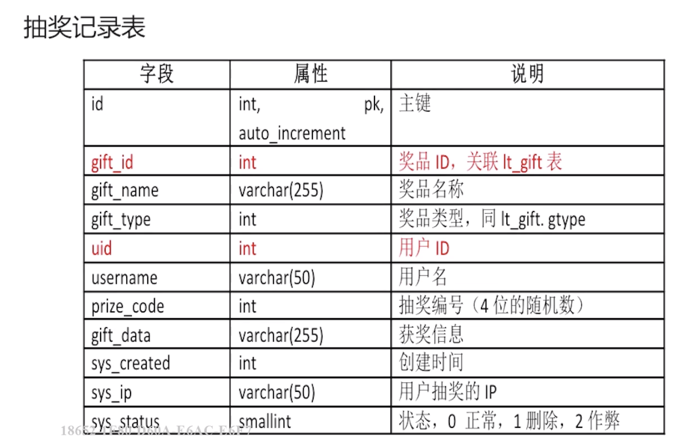 抽奖记录表
字段 属性 说明
id int, pk, 主键
auto_increment
gift_id int 奖品 ID，关联 lt_gift 表
gift_name varchar(255) 奖品名称
gift_type int 奖品类型，同 lt_gift. gtype
uid int 用户 ID
username varchar(50) 用户名
prize_code int 抽奖编号（4 位的随机数）
gift_data varchar(255) 获奖信息
sys_created int 创建时间
sys_ip varchar(50) 用户抽奖的 IP
sys_status smallint 状态，0 正常，1 删除，2 作弊